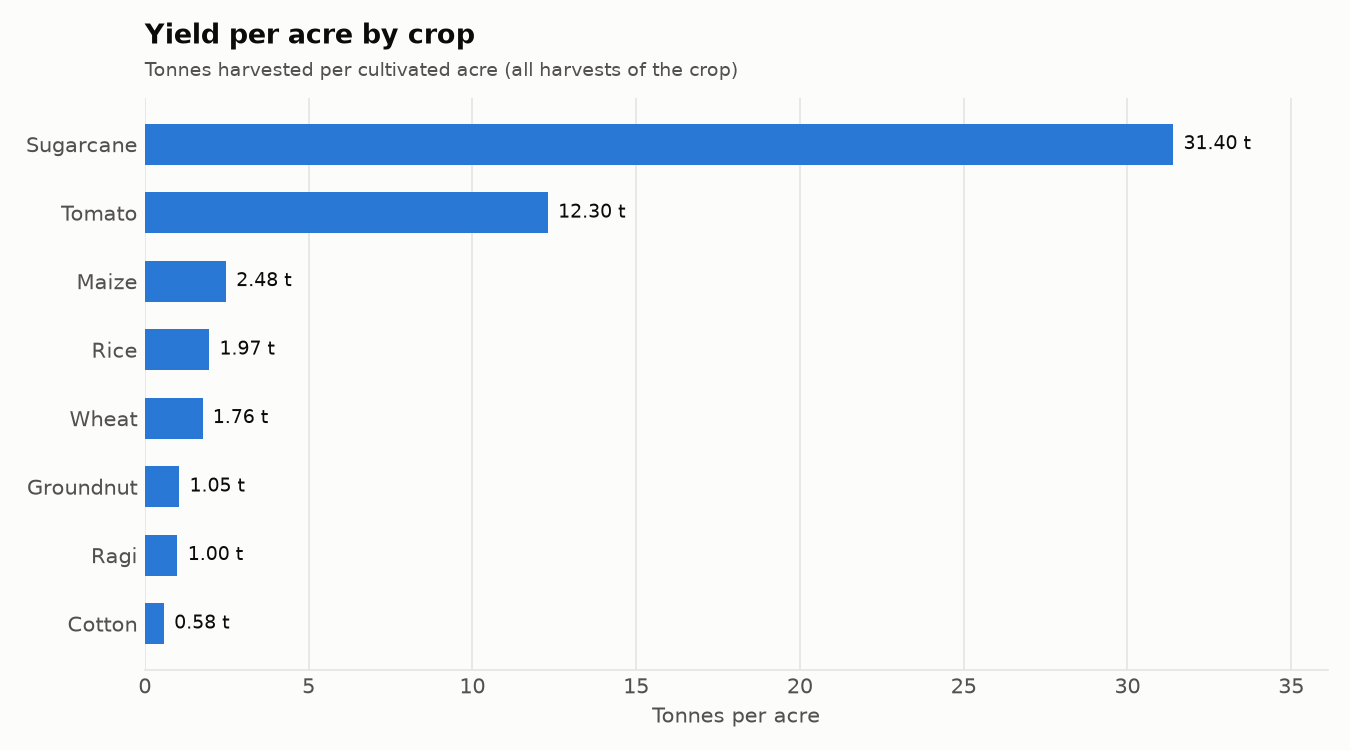 Yield per acre by crop
Tonnes harvested per cultivated acre (all harvests of the crop)
Sugarcane 31.40 t
Tomato 12.30 t
Maize 2.48 t
Rice 1.97 t
Wheat 1.76 t
Groundnut 1.05 t
Ragi 1.00 t
Cotton 0.58 t
0 5 10 15 20 25 30 35
Tonnes per acre